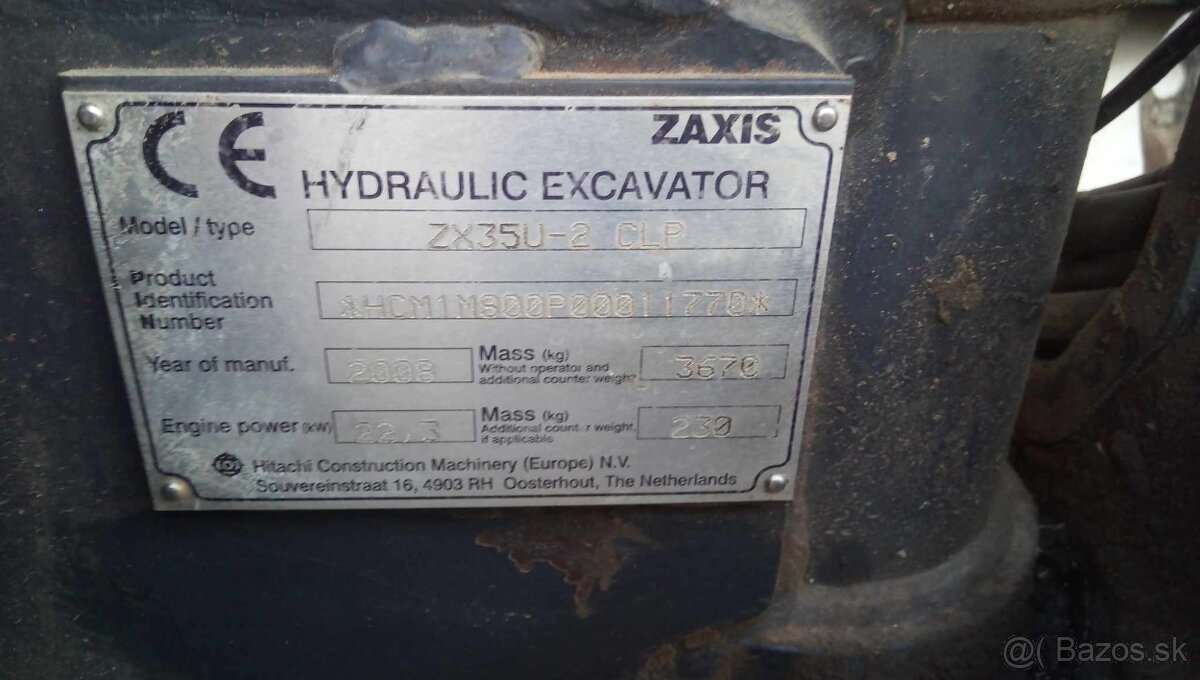 CE ZAXIS
HYDRAULIC EXCAVATOR
Model / type ZX35U-2 CLP
Product
Identification
Number *HCM1M800P00011770*
Year of manuf. 2008 Mass (kg)
Without operator and
additional counter weight 3670
Engine power (kW) 22,3 Mass (kg)
Additional counter weight,
if applicable 230
Hitachi Construction Machinery (Europe) N.V.
Souvereinstraat 16, 4903 RH Oosterhout, The Netherlands
@( Bazos.sk